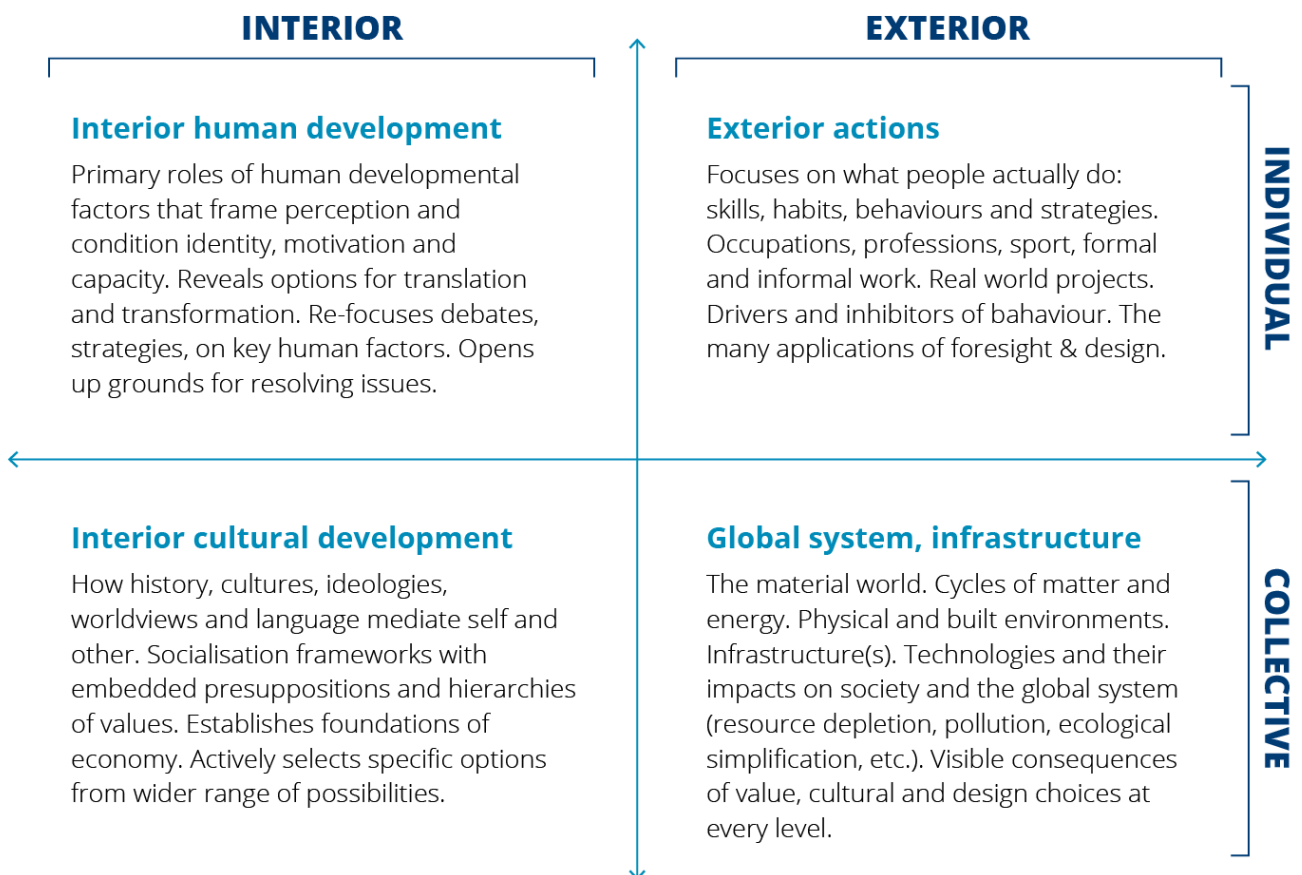 INTERIOR
EXTERIOR
Interior human development
Primary roles of human developmental
factors that frame perception and
condition identity, motivation and
capacity. Reveals options for translation
and transformation. Re-focuses debates,
strategies, on key human factors. Opens
up grounds for resolving issues.
Exterior actions
Focuses on what people actually do:
skills, habits, behaviours and strategies.
Occupations, professions, sport, formal
and informal work. Real world projects.
Drivers and inhibitors of bahaviour. The
many applications of foresight & design.
INDIVIDUAL
Interior cultural development
How history, cultures, ideologies,
worldviews and language mediate self and
other. Socialisation frameworks with
embedded presuppositions and hierarchies
of values. Establishes foundations of
economy. Actively selects specific options
from wider range of possibilities.
Global system, infrastructure
The material world. Cycles of matter and
energy. Physical and built environments.
Infrastructure(s). Technologies and their
impacts on society and the global system
(resource depletion, pollution, ecological
simplification, etc.). Visible consequences
of value, cultural and design choices at
every level.
COLLECTIVE